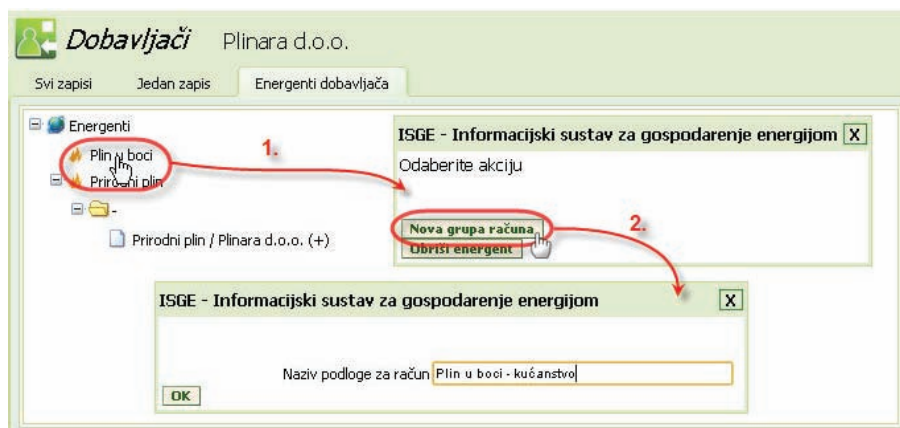 Dobavljači Plinara d.o.o.
Svi zapisi Jedan zapis Energenti dobavljača
Energenti
Plin u boci
Prirodni plin
-
Prirodni plin / Plinara d.o.o. (+)
1.
ISGE - Informacijski sustav za gospodarenje energijom X
Odaberite akciju
Nova grupa računa
Obriši energent
2.
ISGE - Informacijski sustav za gospodarenje energijom X
Naziv podloge za račun Plin u boci - kućanstvo
OK